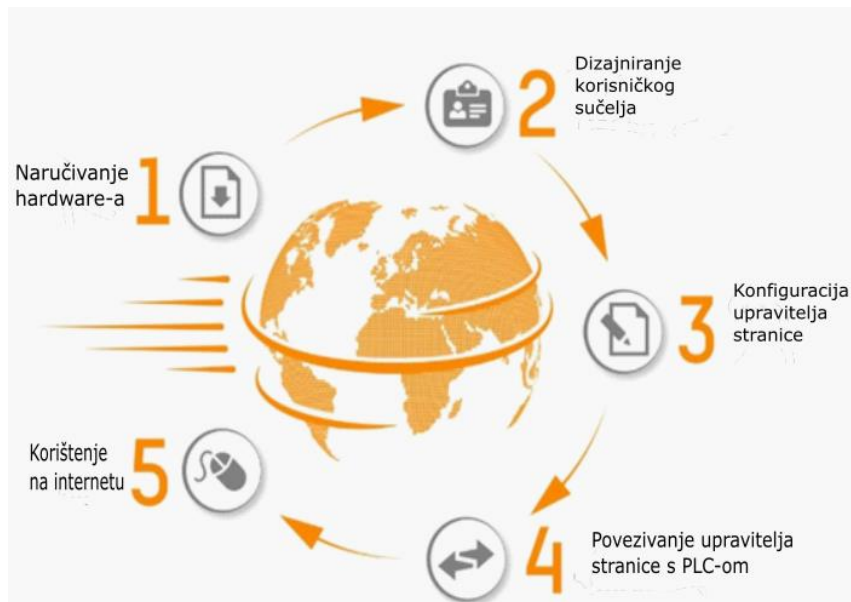 Naručivanje
hardware-a
1
2
Dizajniranje
korisničkog
sučelja
3
Konfiguracija
upravitelja
stranice
4
Povezivanje upravitelja
stranice s PLC-om
Korištenje
na internetu
5